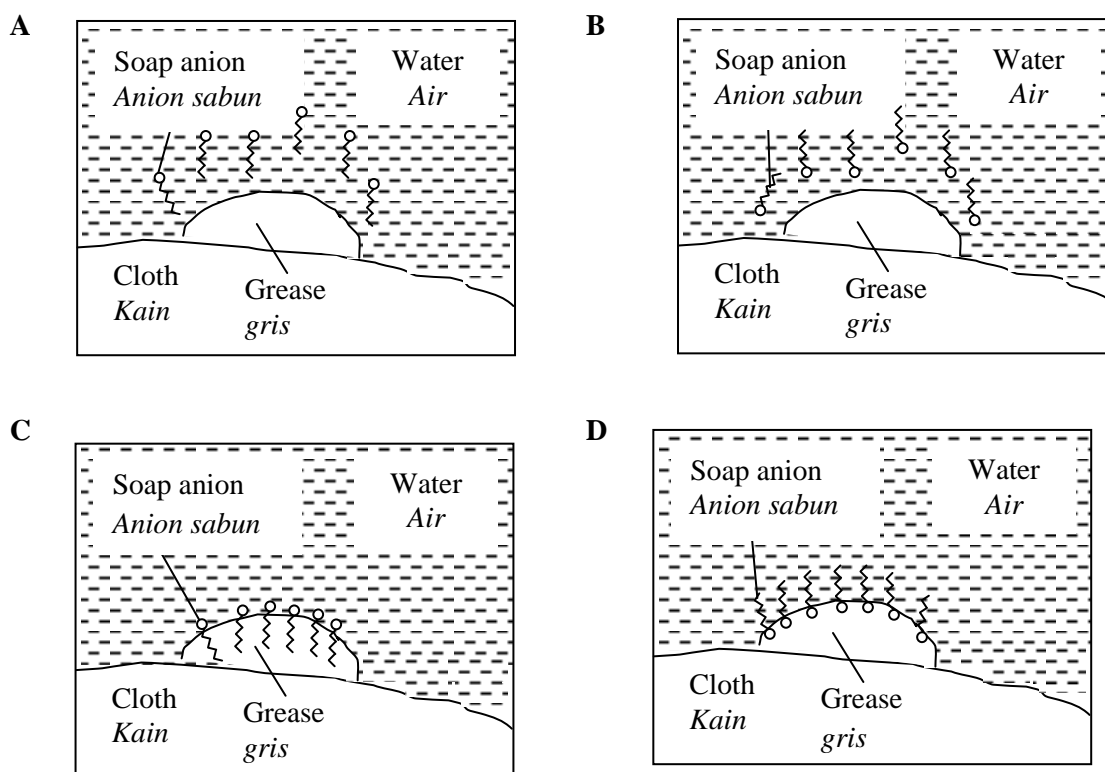 A
Soap anion
Anion sabun
Water
Air
Cloth
Kain
Grease
gris
B
Soap anion
Anion sabun
Water
Air
Cloth
Kain
Grease
gris
C
Soap anion
Anion sabun
Water
Air
Cloth
Kain
Grease
gris
D
Soap anion
Anion sabun
Water
Air
Cloth
Kain
Grease
gris